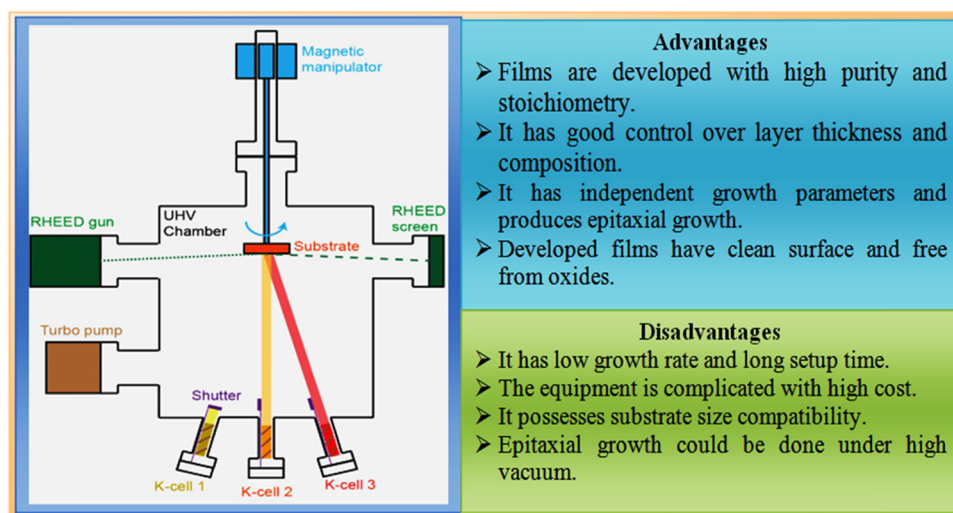 Magnetic
manipulator
RHEED gun
UHV
Chamber
RHEED
screen
Substrate
Turbo pump
Shutter
K-cell 1
K-cell 2
K-cell 3
Advantages
➢ Films are developed with high purity and
stoichiometry.
➢ It has good control over layer thickness and
composition.
➢ It has independent growth parameters and
produces epitaxial growth.
➢ Developed films have clean surface and free
from oxides.
Disadvantages
➢ It has low growth rate and long setup time.
➢ The equipment is complicated with high cost.
➢ It possesses substrate size compatibility.
➢ Epitaxial growth could be done under high
vacuum.